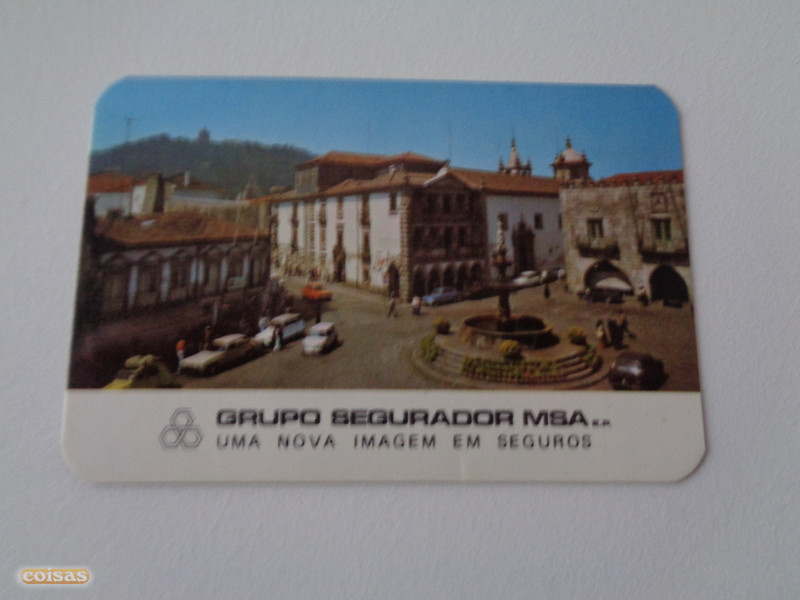 GRUPO SEGURADOR MSA E.P.
UMA NOVA IMAGEM EM SEGUROS
coisas